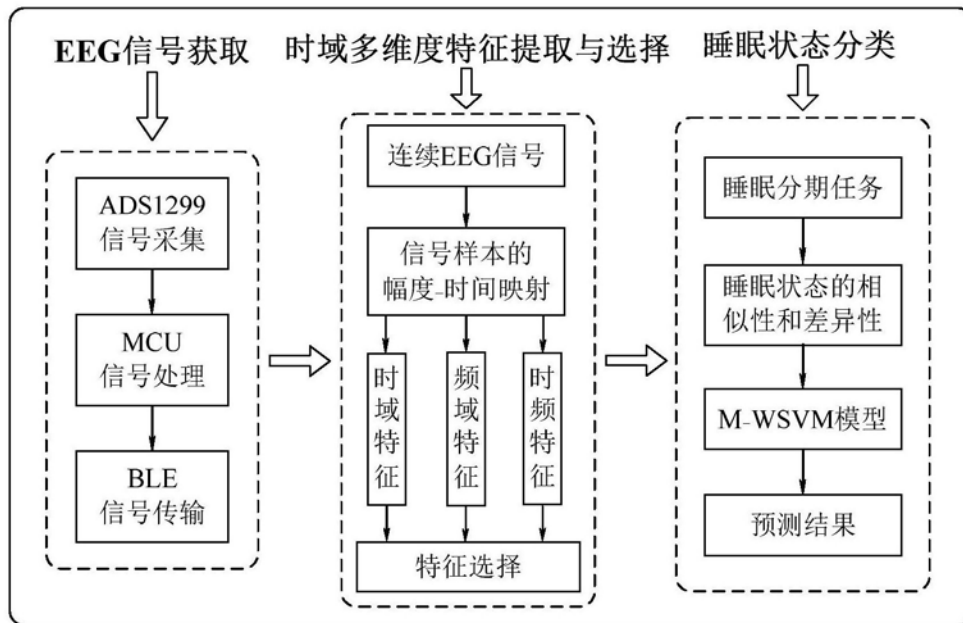 EEG信号获取
ADS1299
信号采集
MCU
信号处理
BLE
信号传输
时域多维度特征提取与选择
连续EEG信号
信号样本的
幅度-时间映射
时域特征
频域特征
时频特征
特征选择
睡眠状态分类
睡眠分期任务
睡眠状态的相
似性和差异性
M-WSVM模型
预测结果